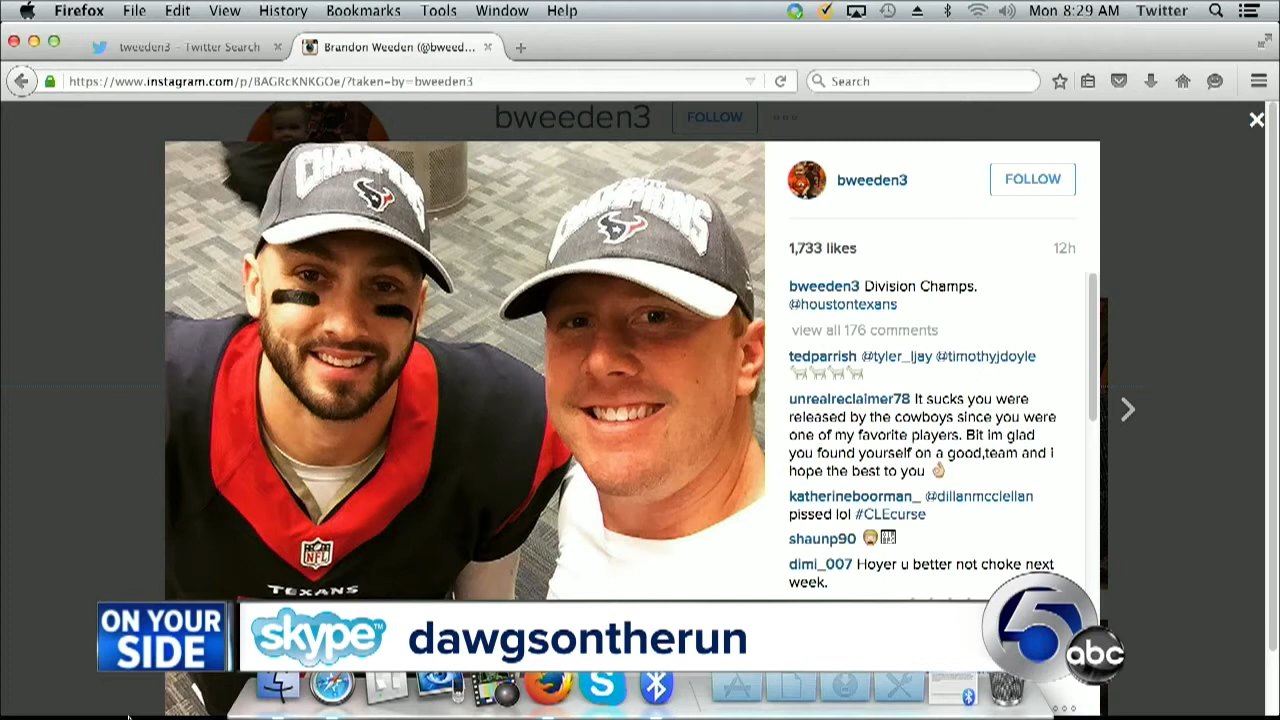 Firefox File Edit View History Bookmarks Tools Window Help Mon 8:29 AM Twitter
tweeden3 – Twitter Search
Brandon Weeden (@bweed...
https://www.instagram.com/p/BAGRcKNKGOe/?taken-by=bweeden3
Search
bweeden3 FOLLOW
CHAMPIONS
CHAMPIONS
NFL
TEXANS
bweeden3 FOLLOW
1,733 likes 12h
bweeden3 Division Champs.
@houstontexans
view all 176 comments
tedparrish @tyler_ljay @timothyjdoyle
unrealreclaimer78 It sucks you were
released by the cowboys since you were
one of my favorite players. Bit im glad
you found yourself on a good,team and i
hope the best to you
katherineboorman_ @dillanmcclellan
pissed lol #CLEcurse
shaunp90
dimi_007 Hoyer u better not choke next
week.
ON YOUR
SIDE
skype™
dawgsontherun
5
abc